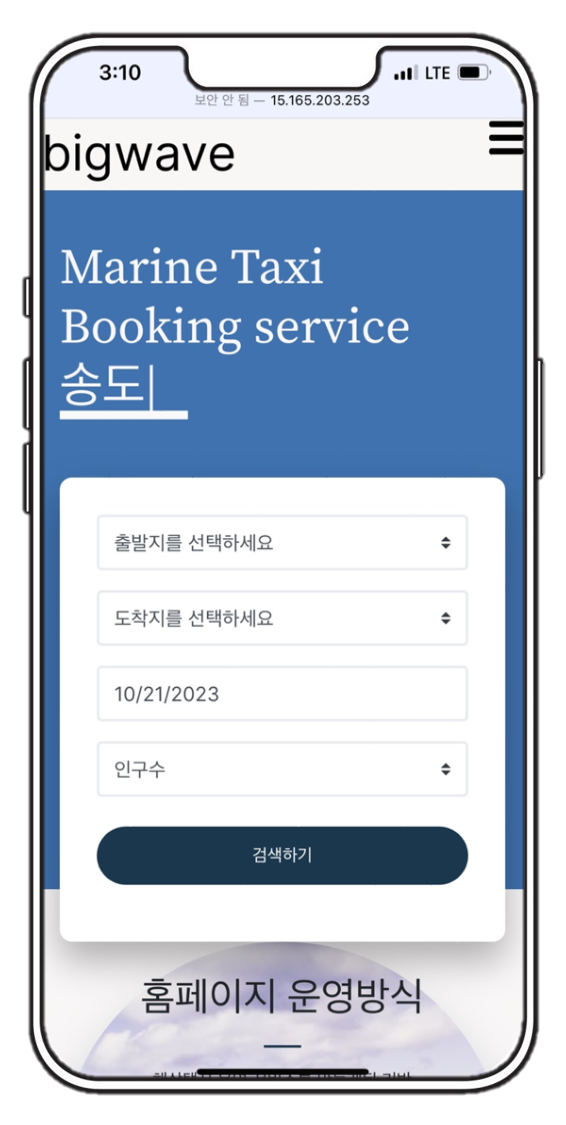 3:10
LTE
보안 안 됨 — 15.165.203.253
bigwave
Marine Taxi
Booking service
송도
출발지를 선택하세요
도착지를 선택하세요
10/21/2023
인구수
검색하기
홈페이지 운영방식